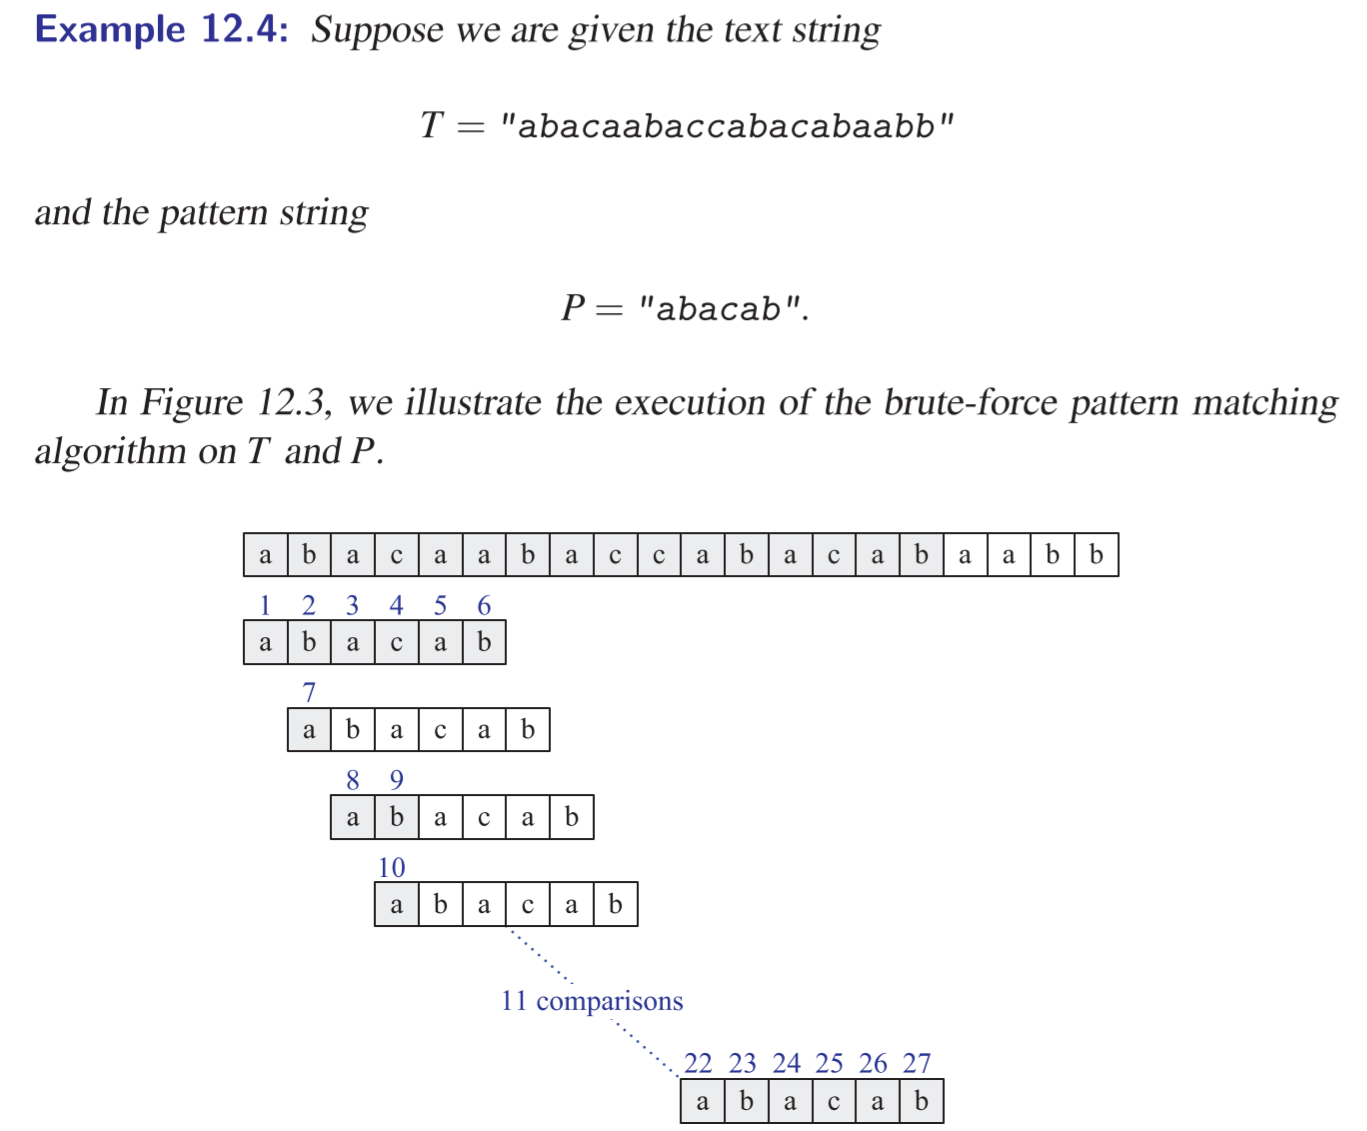 Example 12.4: Suppose we are given the text string
T = "abacaabaccabacabaabb"
and the pattern string
P = "abacab".
In Figure 12.3, we illustrate the execution of the brute-force pattern matching
algorithm on T and P.
a b a c a a b a c c a b a c a b a a b b
1 2 3 4 5 6
a b a c a b
7
a b a c a b
8 9
a b a c a b
10
a b a c a b
11 comparisons
22 23 24 25 26 27
a b a c a b